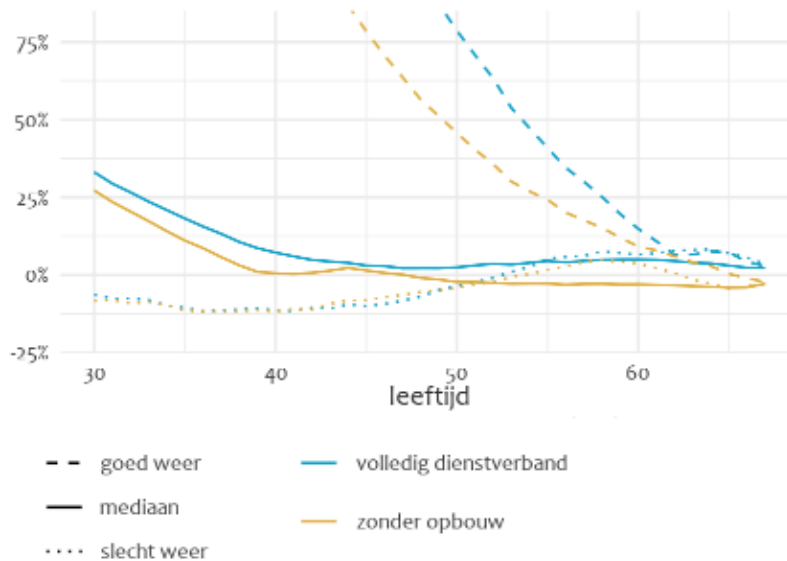 75%
50%
25%
0%
-25%
30 40 50 60
leeftijd
goed weer
volledig dienstverband
mediaan
zonder opbouw
slecht weer